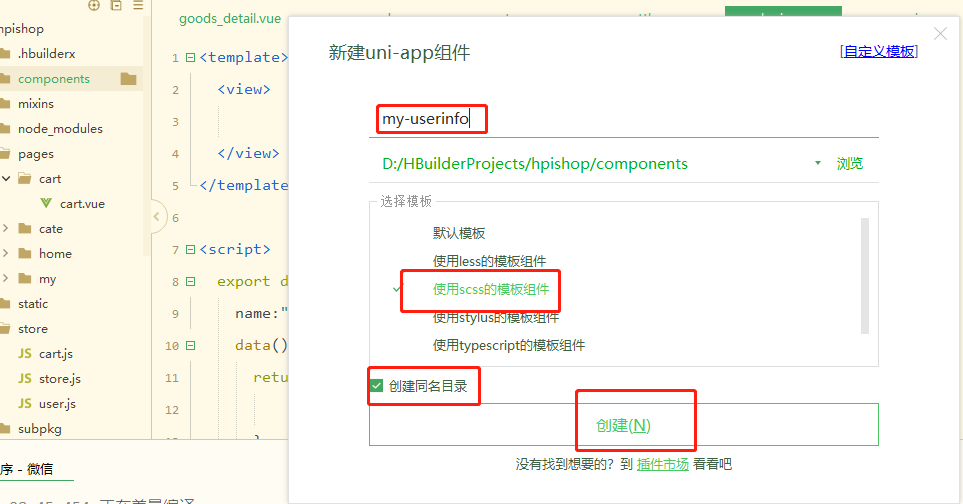 hpishop
.hbuilderx
components
mixins
node_modules
pages
cart
cart.vue
cate
home
my
static
store
JS cart.js
JS store.js
JS user.js
subpkg
序 - 微信
goods_detail.vue
1 <template>
2 <view>
3
4 </view>
5 </template
6
7 <script>
8 export d
9 name:"
10 data()
11 retu
12
新建uni-app组件
[自定义模板]
my-userinfo
D:/HBuilderProjects/hpishop/components
浏览
选择模板
默认模板
使用less的模板组件
使用scss的模板组件
使用stylus的模板组件
使用typescript的模板组件
创建同名目录
创建(N)
没有找到想要的？到 插件市场 看看吧